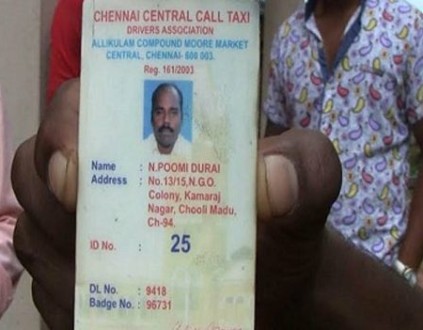 CHENNAI CENTRAL CALL TAXI
DRIVERS ASSOCIATION
ALLIKULAM COMPOUND MOORE MARKET
CENTRAL, CHENNAI- 600 003.
Reg. 161/2003
Name : N.POOMI DURAI
Address : No.13/15,N.G.O.
Colony, Kamaraj
Nagar, Chooli Madu,
Ch-94.
ID No. : 25
DL No. : 9418
Badge No. : 96731